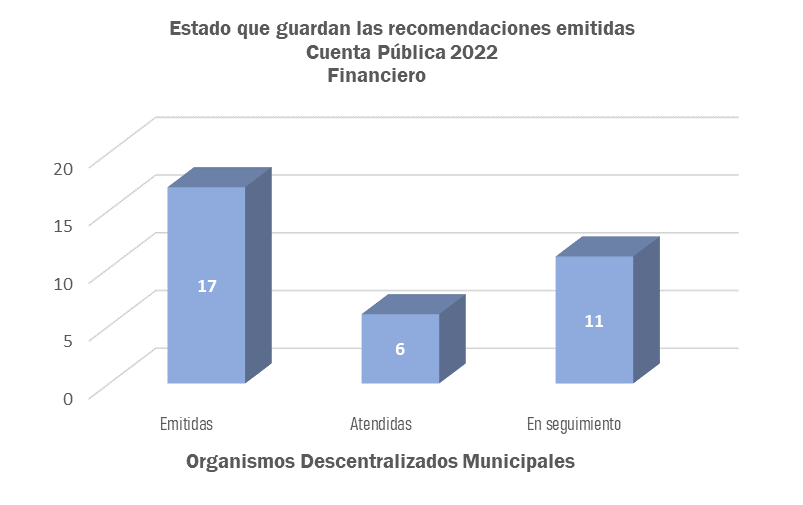 Estado que guardan las recomendaciones emitidas
Cuenta Pública 2022
Financiero
20
15
10
5
0
17
6
11
Emitidas
Atendidas
En seguimiento
Organismos Descentralizados Municipales